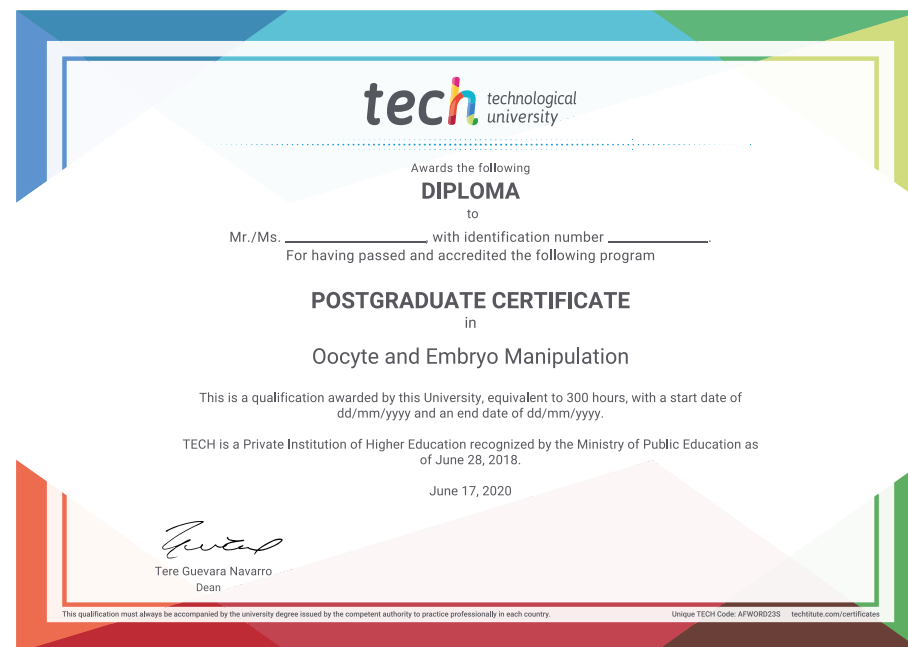 tech technological
university
Awards the following
DIPLOMA
to
Mr./Ms. ____________, with identification number ____________.
For having passed and accredited the following program
POSTGRADUATE CERTIFICATE
in
Oocyte and Embryo Manipulation
This is a qualification awarded by this University, equivalent to 300 hours, with a start date of
dd/mm/yyyy and an end date of dd/mm/yyyy.
TECH is a Private Institution of Higher Education recognized by the Ministry of Public Education as
of June 28, 2018.
June 17, 2020
Tere Guevara Navarro
Dean
This qualification must always be accompanied by the university degree issued by the competent authority to practice professionally in each country. Unique TECH Code: AFWORD23S techtitute.com/certificates